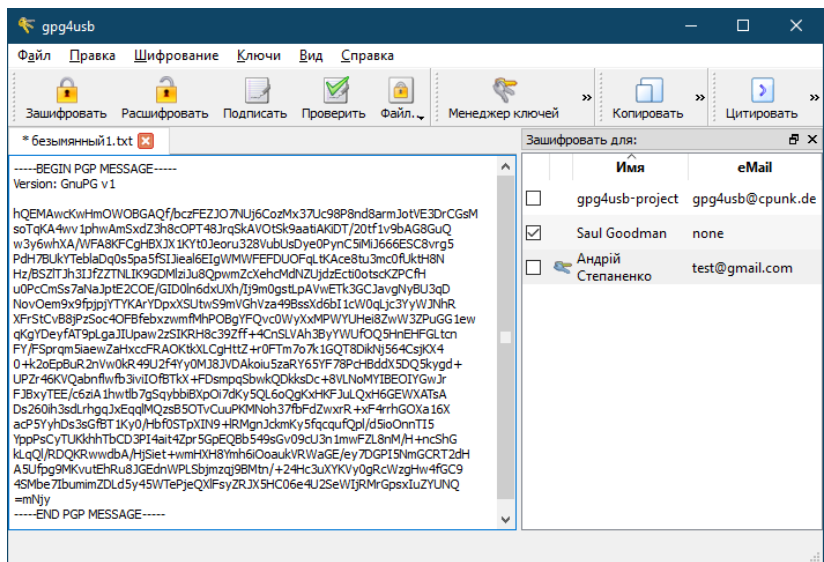 gpg4usb
Файл Правка Шифрование Ключи Вид Справка
Зашифровать Расшифровать Подписать Проверить Файл. Менеджер ключей » Копировать » Цитировать »
* безымянный1.txt
Зашифровать для:
-----BEGIN PGP MESSAGE-----
Version: GnuPG v1
hQEMAwcKwHmOWOBGAQf/bczFEZJO7NUj6CozMx37Uc98P8nd8armJotVE3DrCGsM
soTqKA4wv1phwAmSxdZ3h8cOPT48JrqSkAVOtSk9aatiAKiDT/20tf1v9bAG8GuQ
w3y6whXA/WFA8KFCgHBXJX1KYt0Jeoru328VubUsDye0PynC5iMiJ666ESC8vrg5
PdH7BUkYTeblaDq0s5pa5fSIJieal6EIgWMWFEFDUOFqLtKAce8tu3mc0fUktH8N
Hz/BSZlTJh3IJfZZTNLIK9GDMlziJu8QpwmZcXehcMdNZUjdzEcti0otscKZPCfH
u0PcCmSs7aNaJptE2COE/GID0ln6dxUXh/Ij9m0gstLpAVwETk3GCJavgNyBU3qD
NovOem9x9fpjpjYTYKArYDpxXSUtwS9mVGhVza49BssXd6bI1cW0qLjc3YyWJNhR
XFrStCvB8jPzSoc4OFBfebxzwmfMhPOBgYFQvc0WyXxMPWYUHei8ZwW3ZPuGG1ew
qKgYDeyfAT9pLgaJIUpaw2zSIKRH8c39Zff+4CnSLVAh3ByYWUfOQ5HnEHFGLtcn
FY/FSprqm5iaewZaHxccFRAOKtkXLCgHttZ+r0FTm7o7k1GQT8DikNj564CsjKX4
0+k2oEpBuR2nVw0kR49U2f4Yy0MJ8JVDAkoiu5zaRY65YF78PcHBddX5DQ5kygd+
UPZr46KVQabnflwfb3iviIOfBTkX+FDsmpqSbwkQDkksDc+8VLNoMYIBEOIYGwJr
FJBxyTEE/c6ziA1hwtlb7gSqybbiBXpOi7dKy5QL6oQgKxHKFJuLQxH6GEWXATsA
Ds260ih3sdLrhgqJxEqqlMQzsB5OTvCuuPKMNoh37fbFdZwxrR+xF4rrhGOXa16X
acP5YyhDs3sGfBT1Ky0/Hbf0STpXIN9+lRMgnJckmKy5fqcqufQpl/d5ioOnnTI5
YppPsCyTUKkhhTbCD3PI4ait4Zpr5GpEQBb549sGv09cU3n1mwFZL8nM/H+ncShG
kLqQl/RDQKRwwdbA/HjSiet+wmHXH8Ymh6iOoaukVRWaGE/ey7DGPI5NmGCRT2dH
A5Ufpg9MKvutEhRu8JGEdnWPLSbjmzqj9BMtn/+24Hc3uXYKVy0gRcWzgHw4fGC9
4SMbe7IbumimZDLd5y45WTePjeQXlFsyZRJX5HC06e4U2SeWIjRMrGpsxIuZYUNQ
=mNjy
-----END PGP MESSAGE-----
Имя eMail
gpg4usb-project gpg4usb@cpunk.de
Saul Goodman none
Андрій
Степаненко test@gmail.com